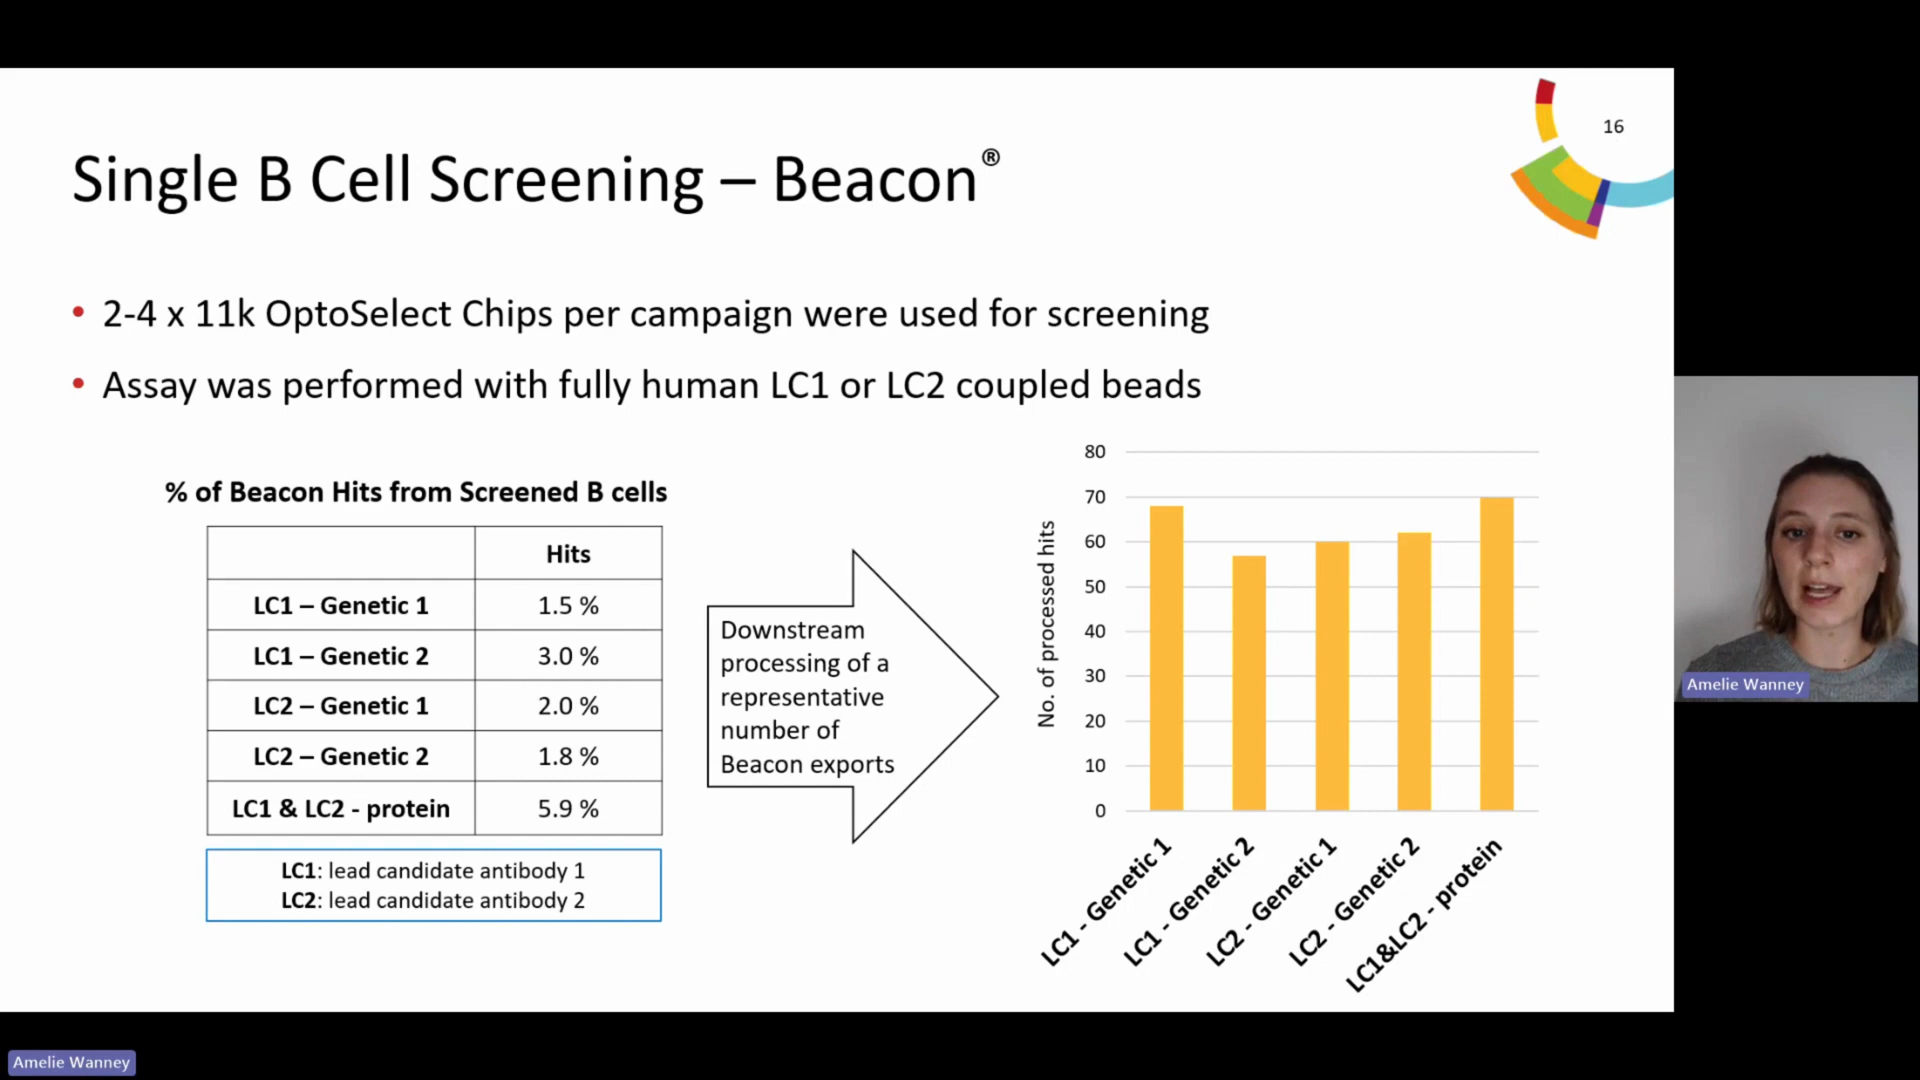 16
Single B Cell Screening – Beacon®
• 2-4 x 11k OptoSelect Chips per campaign were used for screening
• Assay was performed with fully human LC1 or LC2 coupled beads
% of Beacon Hits from Screened B cells
Hits
LC1 – Genetic 1 1.5 %
LC1 – Genetic 2 3.0 %
LC2 – Genetic 1 2.0 %
LC2 – Genetic 2 1.8 %
LC1 & LC2 - protein 5.9 %
LC1: lead candidate antibody 1
LC2: lead candidate antibody 2
Downstream
processing of a
representative
number of
Beacon exports
No. of processed hits
80
70
60
50
40
30
20
10
0
LC1 - Genetic 1
LC1 - Genetic 2
LC2 - Genetic 1
LC2 - Genetic 2
LC1&LC2 - protein
Amelie Wanney
Amelie Wanney